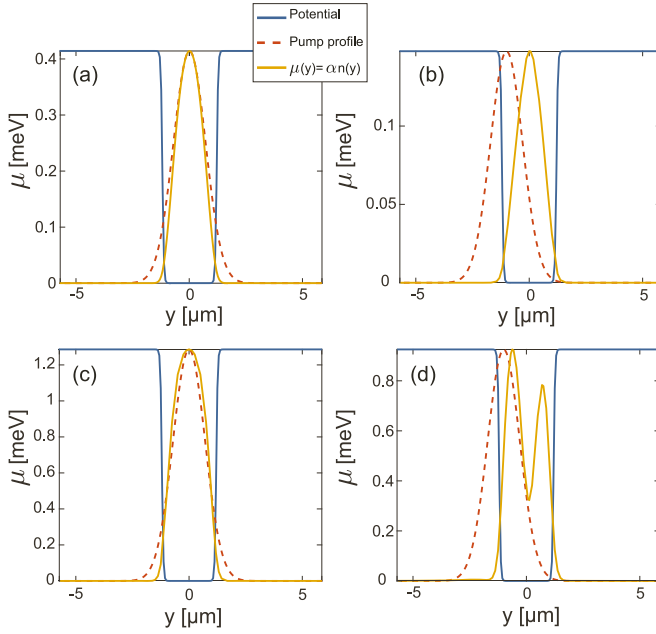 Potential
Pump profile
μ(y)= αn(y)
(a)
0.4
0.3
0.2
0.1
0
μ [meV]
-5
0
5
y [μm]
(b)
0.1
0.05
0
μ [meV]
-5
0
5
y [μm]
(c)
1.2
1
0.8
0.6
0.4
0.2
0
μ [meV]
-5
0
5
y [μm]
(d)
0.8
0.6
0.4
0.2
0
μ [meV]
-5
0
5
y [μm]